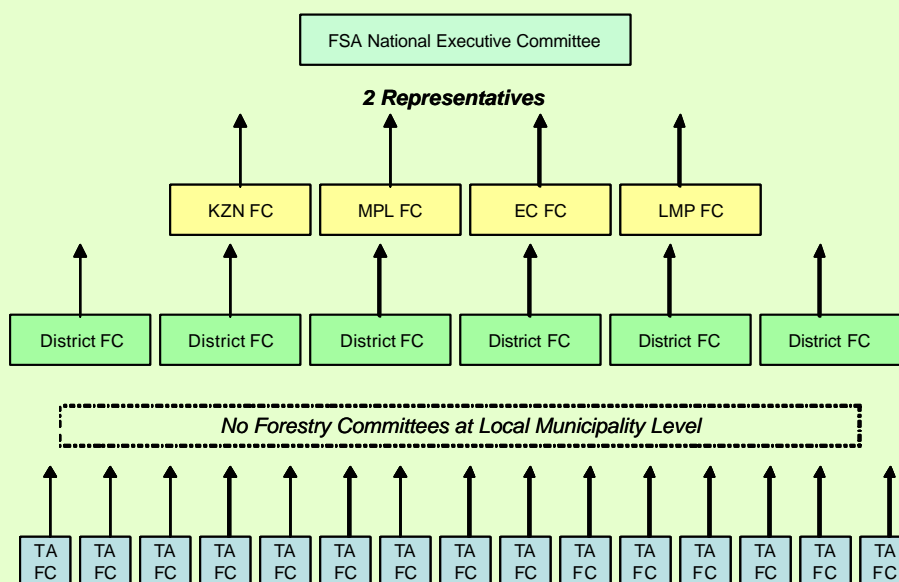 FSA National Executive Committee
2 Representatives
KZN FC MPL FC EC FC LMP FC
District FC District FC District FC District FC District FC District FC
No Forestry Committees at Local Municipality Level
TA TA TA TA TA TA TA TA TA TA TA TA TA TA TA
FC FC FC FC FC FC FC FC FC FC FC FC FC FC FC